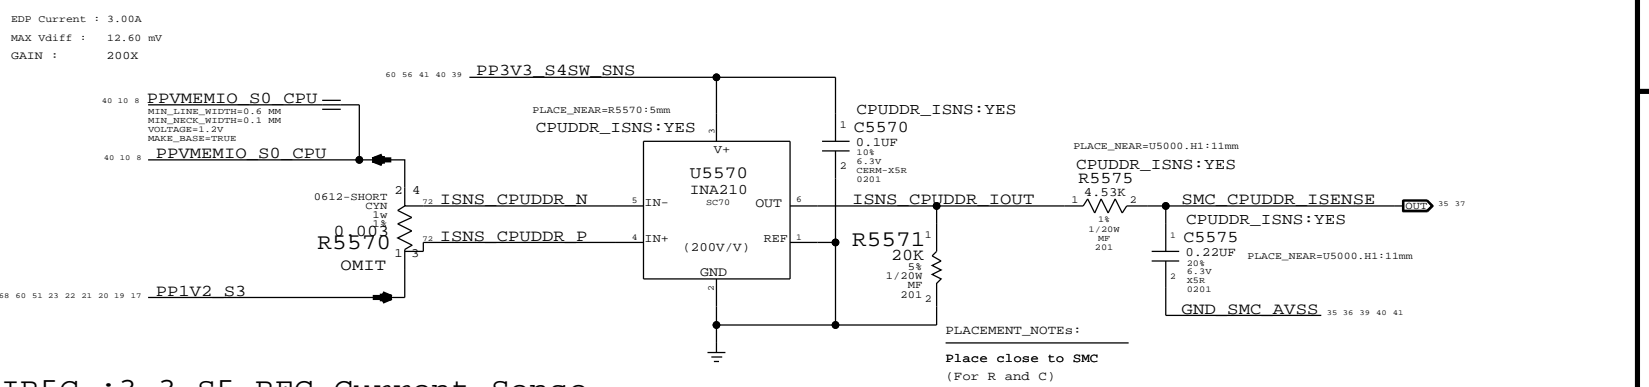 EDP Current : 3.00A
MAX Vdiff : 12.60 mV
GAIN : 200X
60 56 41 40 39 PP3V3_S4SW_SNS
40 10 8 PPVMEMIO_S0_CPU
MIN_LINE_WIDTH=0.6 MM
MIN_NECK_WIDTH=0.1 MM
VOLTAGE=1.2V
MAKE_BASE=TRUE
40 10 8 PPVMEMIO_S0_CPU
PLACE_NEAR=R5570:5mm
CPUDDR_ISNS:YES
3
V+
U5570
INA210
SC70
5 IN-
4 IN+
OUT 6
REF 1
(200V/V)
GND
2
CPUDDR_ISNS:YES
1 C5570
0.1UF
10%
2 6.3V
CERM-X5R
0201
2 4
0612-SHORT
CYN
1W
1%
0.003
R5570
OMIT
1 3
72 ISNS_CPUDDR_N
72 ISNS_CPUDDR_P
68 60 51 23 22 21 20 19 17 PP1V2_S3
ISNS_CPUDDR_IOUT
R5571 1
20K
5%
1/20W
MF
201 2
PLACE_NEAR=U5000.H1:11mm
CPUDDR_ISNS:YES
R5575
1 4.53K 2
1%
1/20W
MF
201
SMC_CPUDDR_ISENSE
OUT 35 37
CPUDDR_ISNS:YES
1 C5575
0.22UF PLACE_NEAR=U5000.H1:11mm
20%
2 6.3V
X5R
0201
GND_SMC_AVSS 35 36 39 40 41
PLACEMENT_NOTEs:
Place close to SMC
(For R and C)